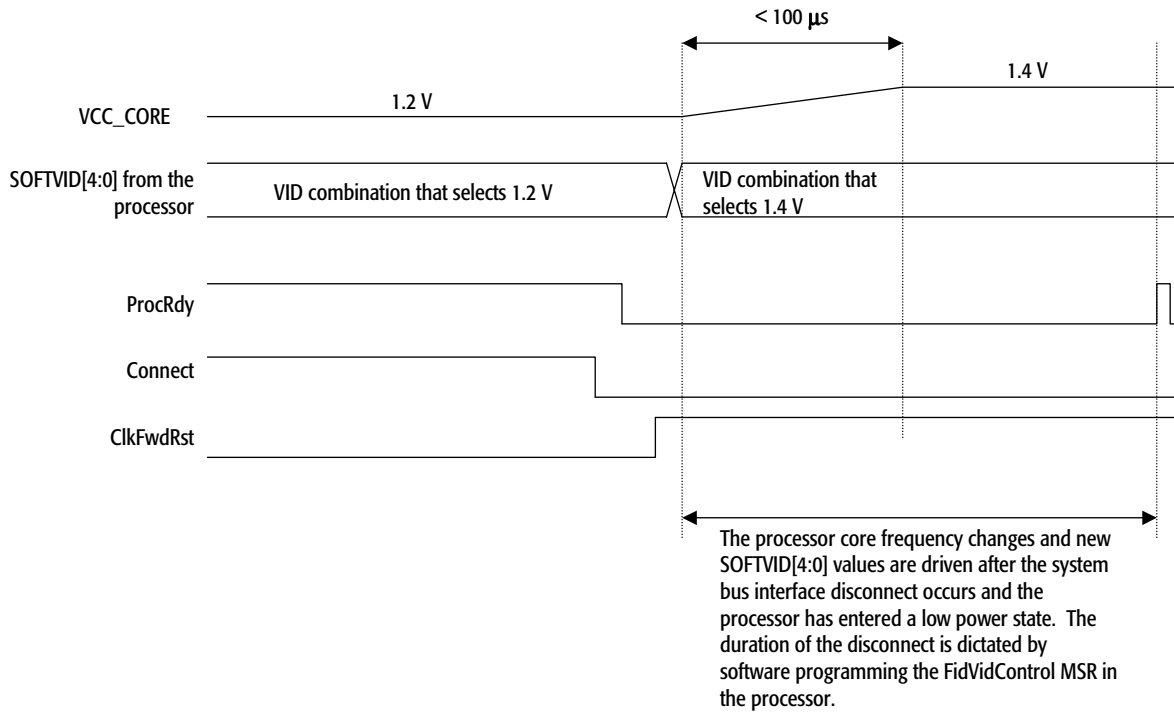 < 100 μs
1.4 V
1.2 V
VCC_CORE
SOFTVID[4:0] from the
processor
VID combination that selects 1.2 V
VID combination that
selects 1.4 V
ProcRdy
Connect
ClkFwdRst
The processor core frequency changes and new
SOFTVID[4:0] values are driven after the system
bus interface disconnect occurs and the
processor has entered a low power state. The
duration of the disconnect is dictated by
software programming the FidVidControl MSR in
the processor.